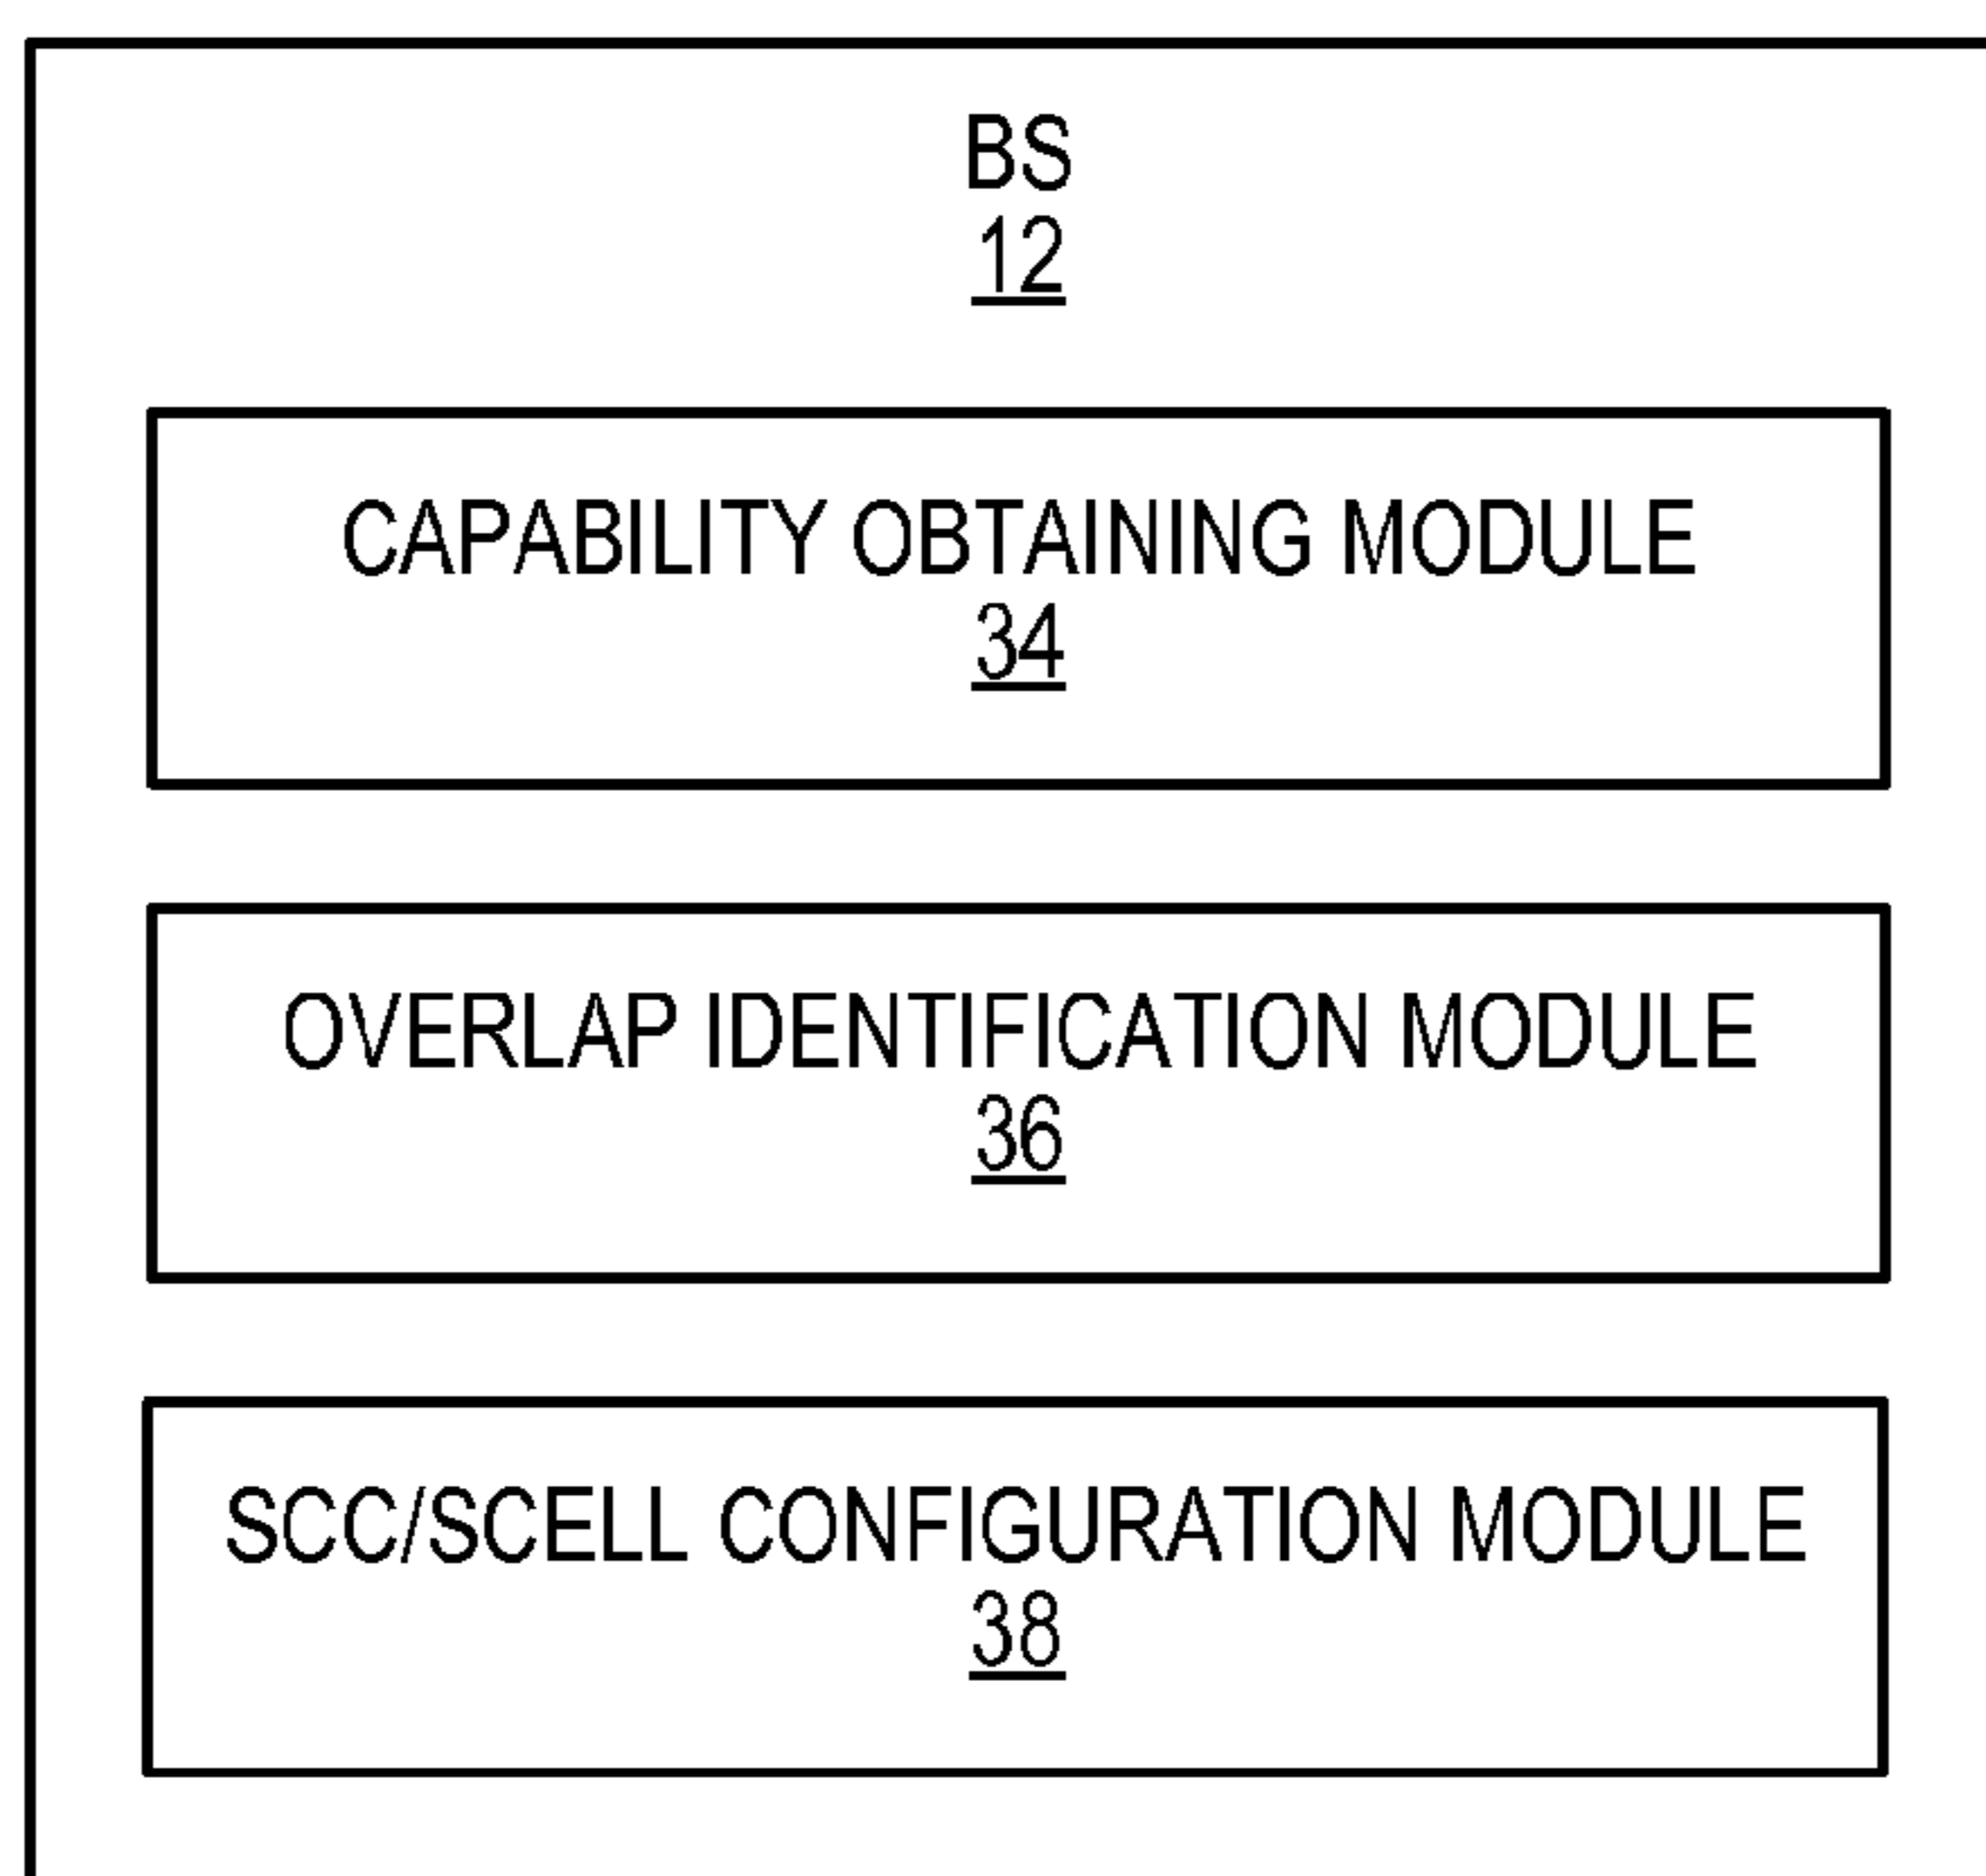 BS
12
CAPABILITY OBTAINING MODULE
34
OVERLAP IDENTIFICATION MODULE
36
SCC/SCELL CONFIGURATION MODULE
38